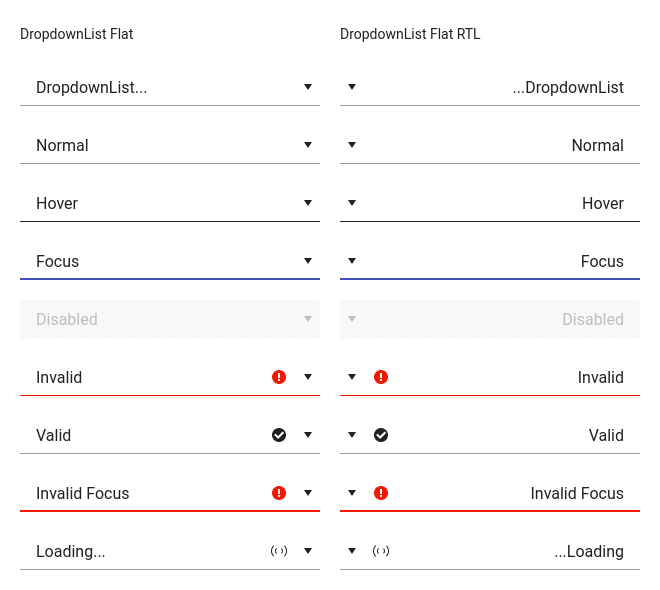 DropdownList Flat
DropdownList...
Normal
Hover
Focus
Disabled
Invalid
Valid
Invalid Focus
Loading...
DropdownList Flat RTL
...DropdownList
Normal
Hover
Focus
Disabled
Invalid
Valid
Invalid Focus
...Loading